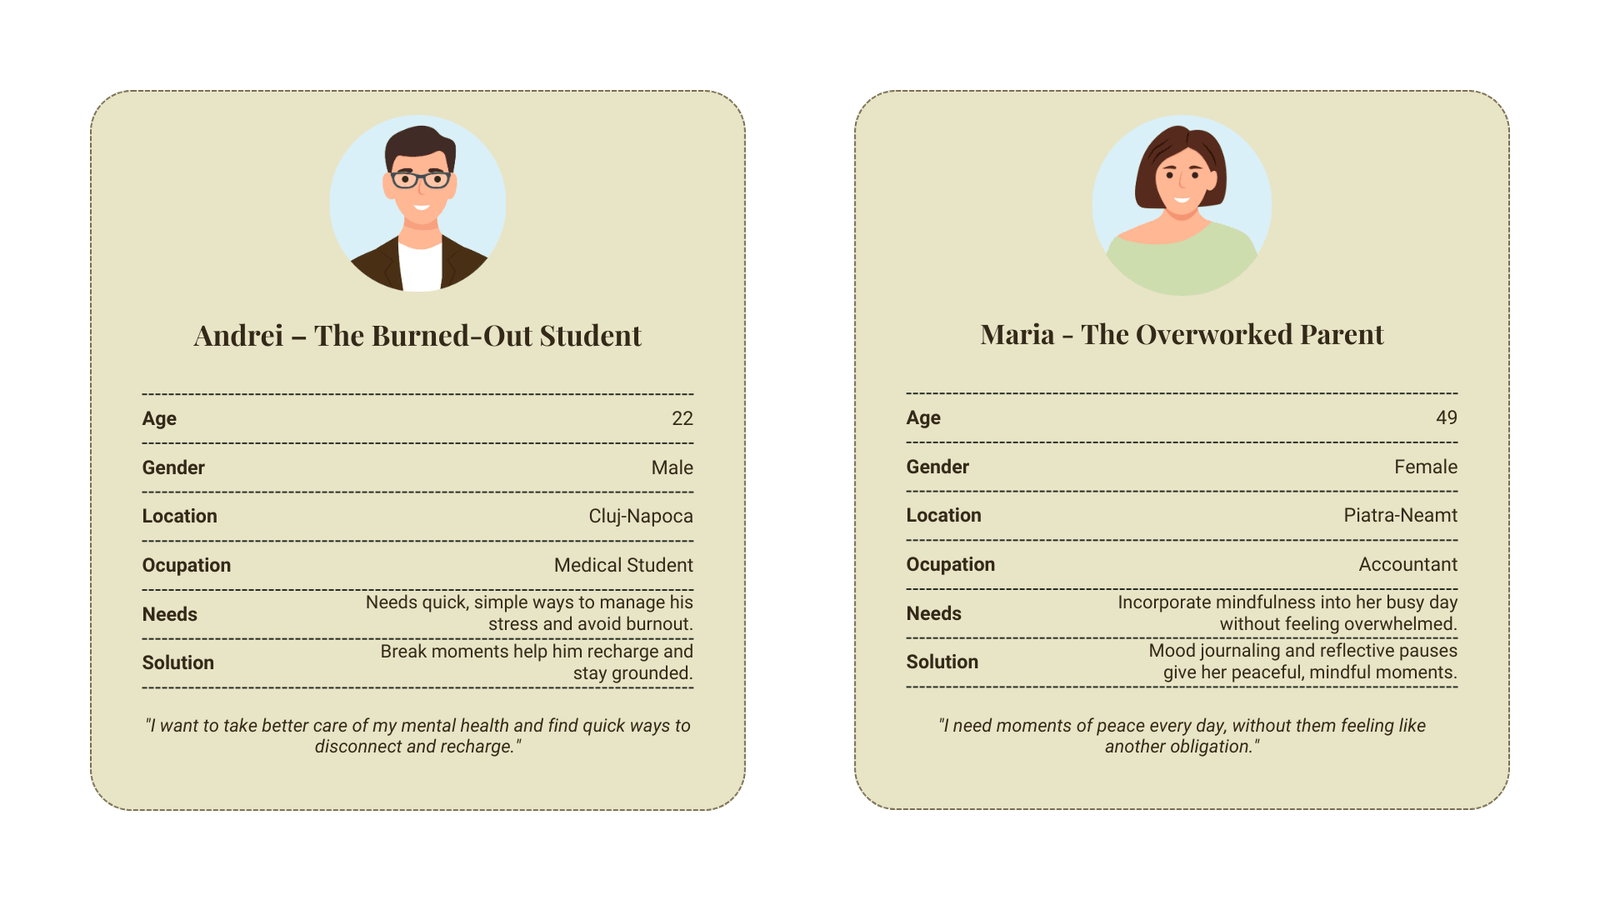 Andrei – The Burned-Out Student
Age 22
Gender Male
Location Cluj-Napoca
Ocupation Medical Student
Needs Needs quick, simple ways to manage his
stress and avoid burnout.
Solution Break moments help him recharge and
stay grounded.
"I want to take better care of my mental health and find quick ways to
disconnect and recharge."
Maria - The Overworked Parent
Age 49
Gender Female
Location Piatra-Neamt
Ocupation Accountant
Needs Incorporate mindfulness into her busy day
without feeling overwhelmed.
Solution Mood journaling and reflective pauses
give her peaceful, mindful moments.
"I need moments of peace every day, without them feeling like
another obligation."